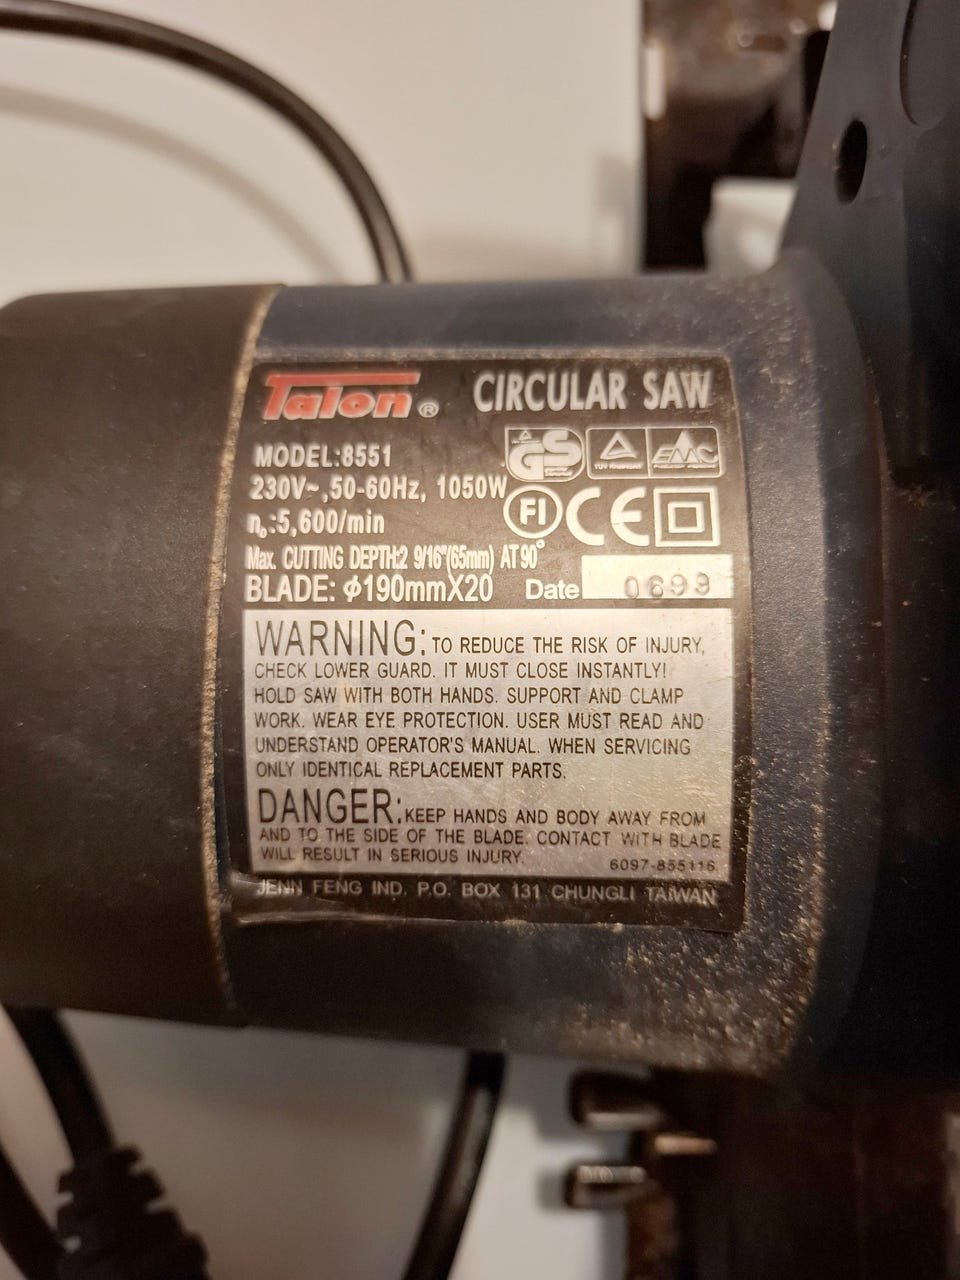 Talon ® CIRCULAR SAW
MODEL:8551
230V~,50-60Hz, 1050W
n₀:5,600/min
Max. CUTTING DEPTH:2 9/16"(65mm) AT 90°
BLADE: ϕ190mmX20
GS
EMC
FI CE
Date 0699
WARNING: TO REDUCE THE RISK OF INJURY,
CHECK LOWER GUARD. IT MUST CLOSE INSTANTLY!
HOLD SAW WITH BOTH HANDS. SUPPORT AND CLAMP
WORK. WEAR EYE PROTECTION. USER MUST READ AND
UNDERSTAND OPERATOR'S MANUAL. WHEN SERVICING
ONLY IDENTICAL REPLACEMENT PARTS.
DANGER: KEEP HANDS AND BODY AWAY FROM
AND TO THE SIDE OF THE BLADE. CONTACT WITH BLADE
WILL RESULT IN SERIOUS INJURY.
6097-855116
JENN FENG IND. P.O. BOX 131 CHUNGLI TAIWAN